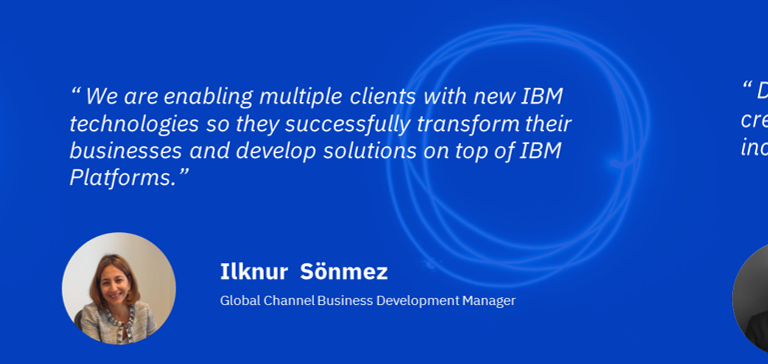 “ We are enabling multiple clients with new IBM
technologies so they successfully transform their
businesses and develop solutions on top of IBM
Platforms.”
Ilknur Sönmez
Global Channel Business Development Manager
“